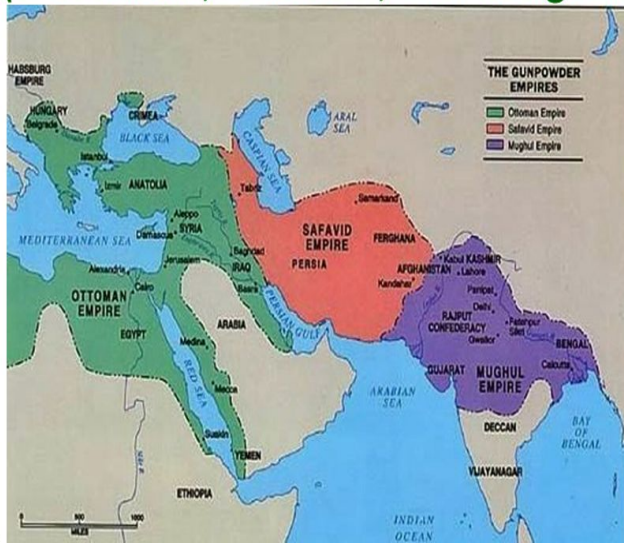 THE GUNPOWDER
EMPIRES
Ottoman Empire
Safavid Empire
Mughul Empire
HABSBURG
EMPIRE
HUNGARY
Belgrade
CRIMEA
BLACK SEA
ARAL
SEA
CASPIAN SEA
Istanbul
Izmir
ANATOLIA
Tabriz
Samarkand
Aleppo
SYRIA
Damascus
MEDITERRANEAN SEA
SAFAVID
EMPIRE
PERSIA
FERGHANA
Jerusalem
Baghdad
IRAQ
Basra
Alexandria
Cairo
OTTOMAN
EMPIRE
EGYPT
ARABIA
PERSIAN GULF
AFGHANISTAN
Kandahar
Kabul
KASHMIR
Lahore
Panipat
Delhi
RAJPUT
CONFEDERACY
Fatehpur
Sikri
Gwalior
BENGAL
Calcutta
GUJARAT
MUGHUL
EMPIRE
Medina
Mecca
RED SEA
Suakin
YEMEN
ETHIOPIA
ARABIAN
SEA
DECCAN
VIJAYANAGAR
BAY
OF
BENGAL
INDIAN
OCEAN
0 500 1000
MILES